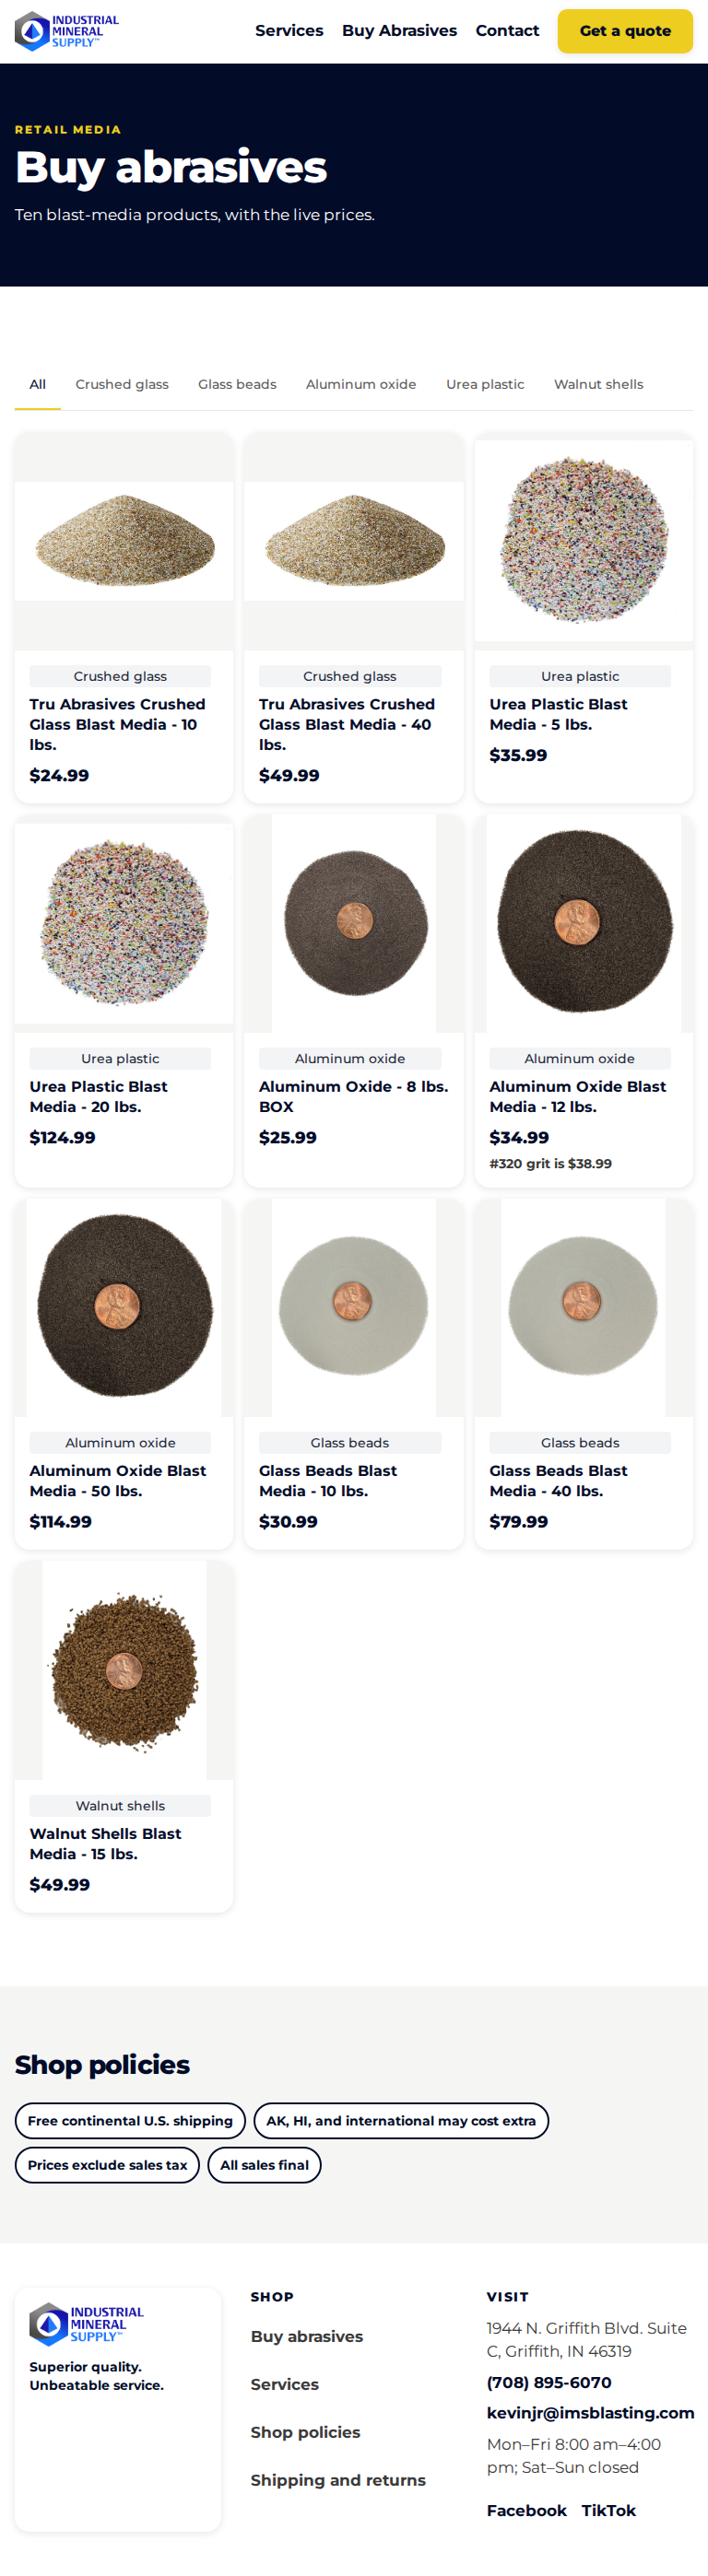 INDUSTRIAL
MINERAL
SUPPLY™
Services
Buy Abrasives
Contact
Get a quote
RETAIL MEDIA
Buy abrasives
Ten blast-media products, with the live prices.
All
Crushed glass
Glass beads
Aluminum oxide
Urea plastic
Walnut shells
Crushed glass
Tru Abrasives Crushed
Glass Blast Media - 10
lbs.
$24.99
Crushed glass
Tru Abrasives Crushed
Glass Blast Media - 40
lbs.
$49.99
Urea plastic
Urea Plastic Blast
Media - 5 lbs.
$35.99
Urea plastic
Urea Plastic Blast
Media - 20 lbs.
$124.99
Aluminum oxide
Aluminum Oxide - 8 lbs.
BOX
$25.99
Aluminum oxide
Aluminum Oxide Blast
Media - 12 lbs.
$34.99
#320 grit is $38.99
Aluminum oxide
Aluminum Oxide Blast
Media - 50 lbs.
$114.99
Glass beads
Glass Beads Blast
Media - 10 lbs.
$30.99
Glass beads
Glass Beads Blast
Media - 40 lbs.
$79.99
Walnut shells
Walnut Shells Blast
Media - 15 lbs.
$49.99
Shop policies
Free continental U.S. shipping
AK, HI, and international may cost extra
Prices exclude sales tax
All sales final
INDUSTRIAL
MINERAL
SUPPLY™
Superior quality.
Unbeatable service.
SHOP
Buy abrasives
Services
Shop policies
Shipping and returns
VISIT
1944 N. Griffith Blvd. Suite
C, Griffith, IN 46319
(708) 895-6070
kevinjr@imsblasting.com
Mon–Fri 8:00 am–4:00
pm; Sat–Sun closed
Facebook
TikTok